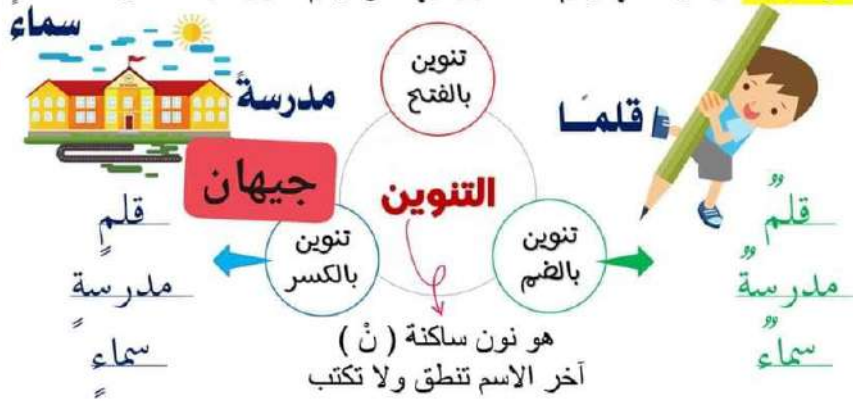 سماءً
تنوين
بالفتح
مدرسةً
قلمًا
جيهان
التنوين
قلمٍ
تنوين
بالكسر
تنوين
بالضم
قلمٌ
مدرسةٍ
مدرسةٌ
سماءٍ
سماءٌ
هو نون ساكنة ( نْ )
آخر الاسم تنطق ولا تكتب